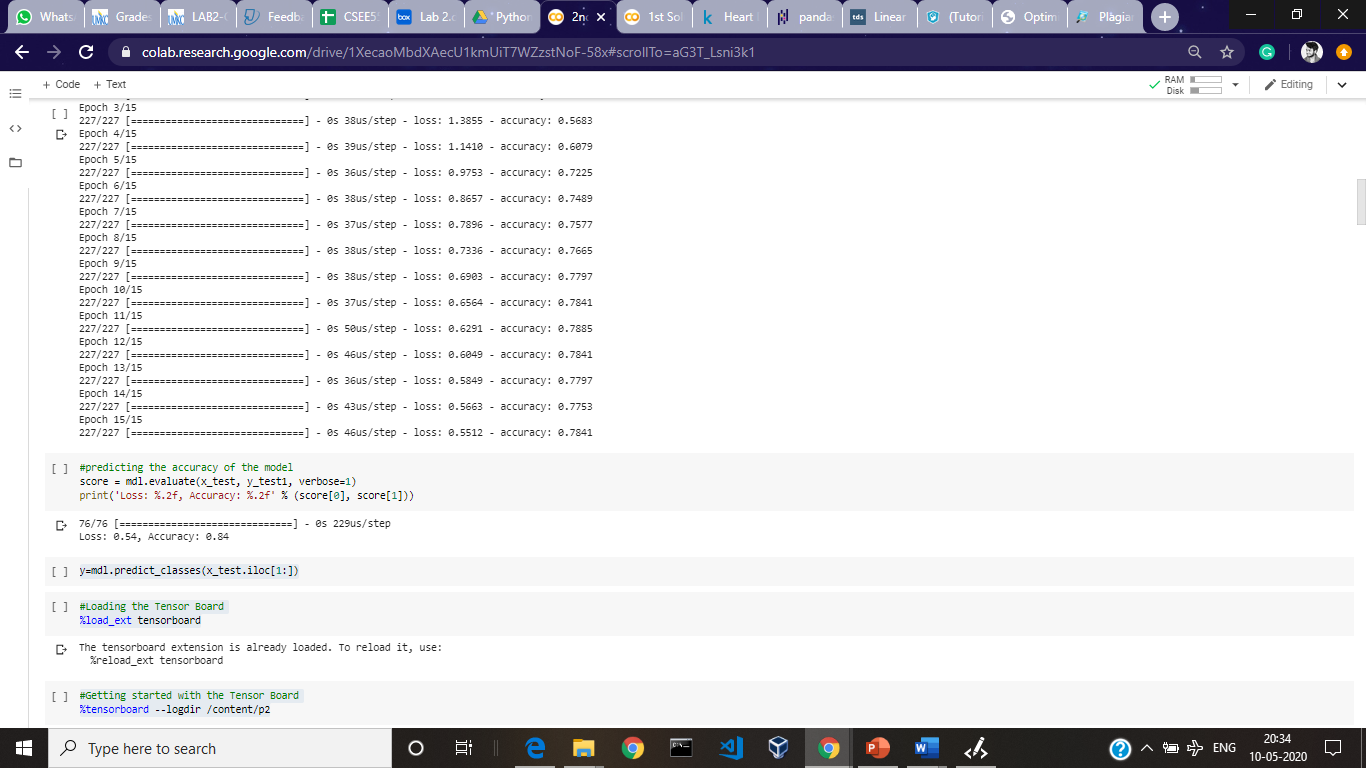 Whats
Grades
LAB2-
Feedb
CSEE5
Lab 2.
Python
2n
1st Sol
Heart
panda
tds Linear
(Tutor
Optim
Plagiar
colab.research.google.com/drive/1XecaoMbdXAecU1kmUiT7WZzstNoF-58x#scrollTo=aG3T_Lsni3k1
+ Code + Text
RAM
Disk
Editing
Epoch 3/15
227/227 [==============================] - 0s 38us/step - loss: 1.3855 - accuracy: 0.5683
Epoch 4/15
227/227 [==============================] - 0s 39us/step - loss: 1.1410 - accuracy: 0.6079
Epoch 5/15
227/227 [==============================] - 0s 36us/step - loss: 0.9753 - accuracy: 0.7225
Epoch 6/15
227/227 [==============================] - 0s 38us/step - loss: 0.8657 - accuracy: 0.7489
Epoch 7/15
227/227 [==============================] - 0s 37us/step - loss: 0.7896 - accuracy: 0.7577
Epoch 8/15
227/227 [==============================] - 0s 38us/step - loss: 0.7336 - accuracy: 0.7665
Epoch 9/15
227/227 [==============================] - 0s 38us/step - loss: 0.6903 - accuracy: 0.7797
Epoch 10/15
227/227 [==============================] - 0s 37us/step - loss: 0.6564 - accuracy: 0.7841
Epoch 11/15
227/227 [==============================] - 0s 50us/step - loss: 0.6291 - accuracy: 0.7885
Epoch 12/15
227/227 [==============================] - 0s 46us/step - loss: 0.6049 - accuracy: 0.7841
Epoch 13/15
227/227 [==============================] - 0s 36us/step - loss: 0.5849 - accuracy: 0.7797
Epoch 14/15
227/227 [==============================] - 0s 43us/step - loss: 0.5663 - accuracy: 0.7753
Epoch 15/15
227/227 [==============================] - 0s 46us/step - loss: 0.5512 - accuracy: 0.7841
[ ] #predicting the accuracy of the model
score = mdl.evaluate(x_test, y_test1, verbose=1)
print('Loss: %.2f, Accuracy: %.2f' % (score[0], score[1]))
76/76 [==============================] - 0s 229us/step
Loss: 0.54, Accuracy: 0.84
[ ] y=mdl.predict_classes(x_test.iloc[1:])
[ ] #Loading the Tensor Board
%load_ext tensorboard
The tensorboard extension is already loaded. To reload it, use:
%reload_ext tensorboard
[ ] #Getting started with the Tensor Board
%tensorboard --logdir /content/p2
Type here to search
ENG
20:34
10-05-2020